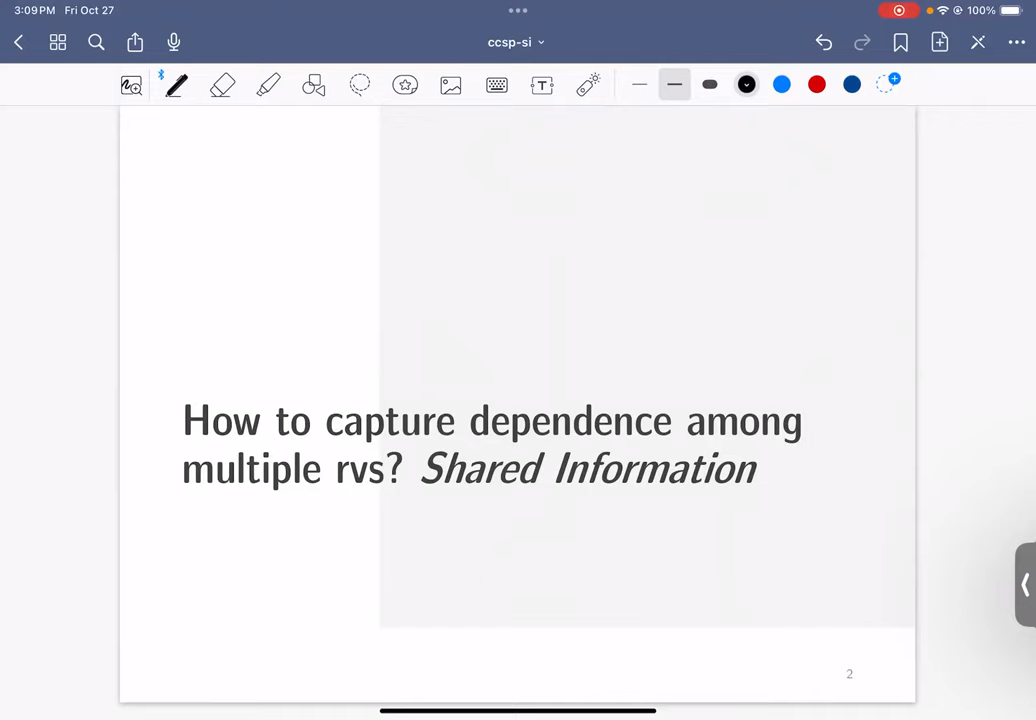 3:09 PM Fri Oct 27
100%
ccsp-si
T
How to capture dependence among
multiple rvs? Shared Information
2